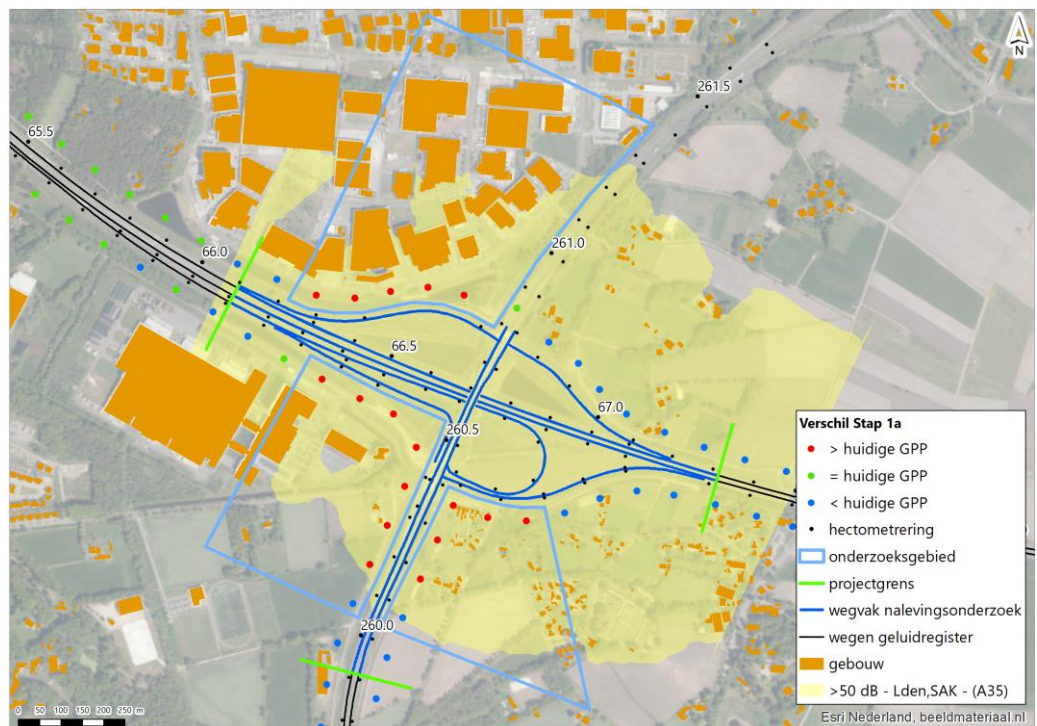 N
261.5
65.5
66.0
261.0
66.5
67.0
260.5
260.0
Verschil Stap 1a
> huidige GPP
= huidige GPP
< huidige GPP
hectometrering
onderzoeksgebied
projectgrens
wegvak nalevingsonderzoek
wegen geluidregister
gebouw
>50 dB - Lden,SAK - (A35)
0 50 100 150 200 250 m
Esri Nederland, beeldmateriaal.nl